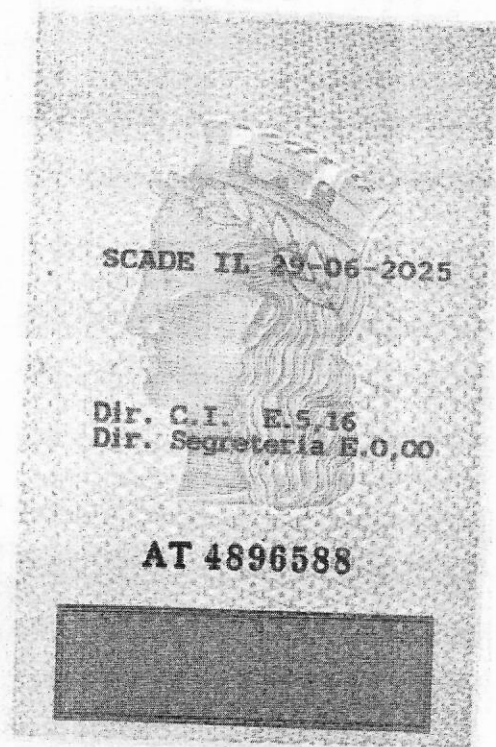 SCADE IL 29-06-2025
Dir. C.I. E.5,16
Dir. Segreteria E.0,00
AT 4896588